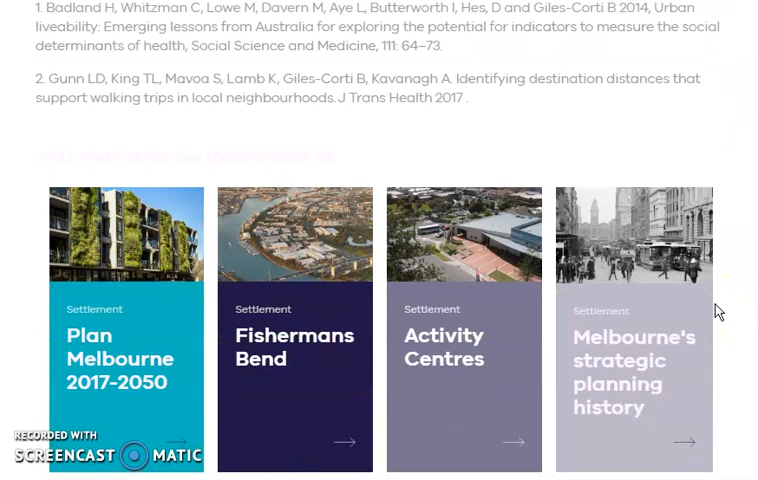 1. Badland H, Whitzman C, Lowe M, Davern M, Aye L, Butterworth I, Hes, D and Giles-Corti B 2014, Urban
liveability: Emerging lessons from Australia for exploring the potential for indicators to measure the social
determinants of health, Social Science and Medicine, 111: 64–73.
2. Gunn LD, King TL, Mavoa S, Lamb K, Giles-Corti B, Kavanagh A. Identifying destination distances that
support walking trips in local neighbourhoods.J Trans Health 2017 .
Settlement
Plan
Melbourne
2017-2050
Settlement
Fishermans
Bend
Settlement
Activity
Centres
Settlement
Melbourne's
strategic
planning
history
RECORDED WITH
SCREENCAST MATIC